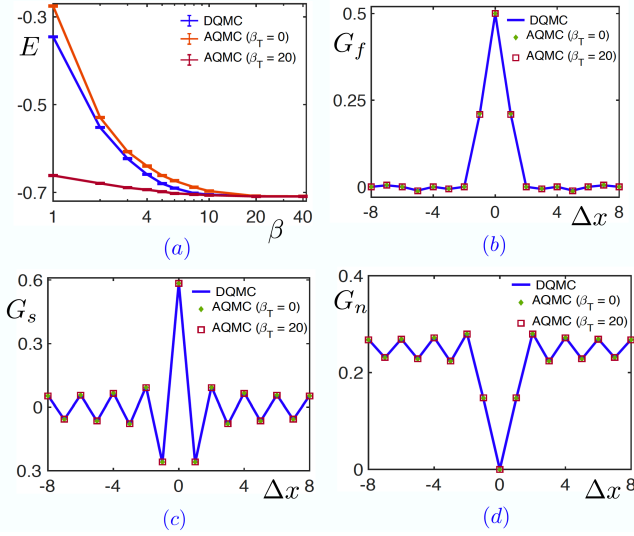 -0.3
E
-0.5
-0.7
DQMC
AQMC (β_T = 0)
AQMC (β_T = 20)
1 2 4 10 20 40
β
(a)
0.5
G_f
0.25
0
DQMC
AQMC (β_T = 0)
AQMC (β_T = 20)
-8 -4 0 4 8
Δx
(b)
0.6
G_s
0.3
0
0.3
DQMC
AQMC (β_T = 0)
AQMC (β_T = 20)
-8 -4 0 4 8
Δx
(c)
0.4
G_n
0.2
0
DQMC
AQMC (β_T = 0)
AQMC (β_T = 20)
-8 -4 0 4 8
Δx
(d)